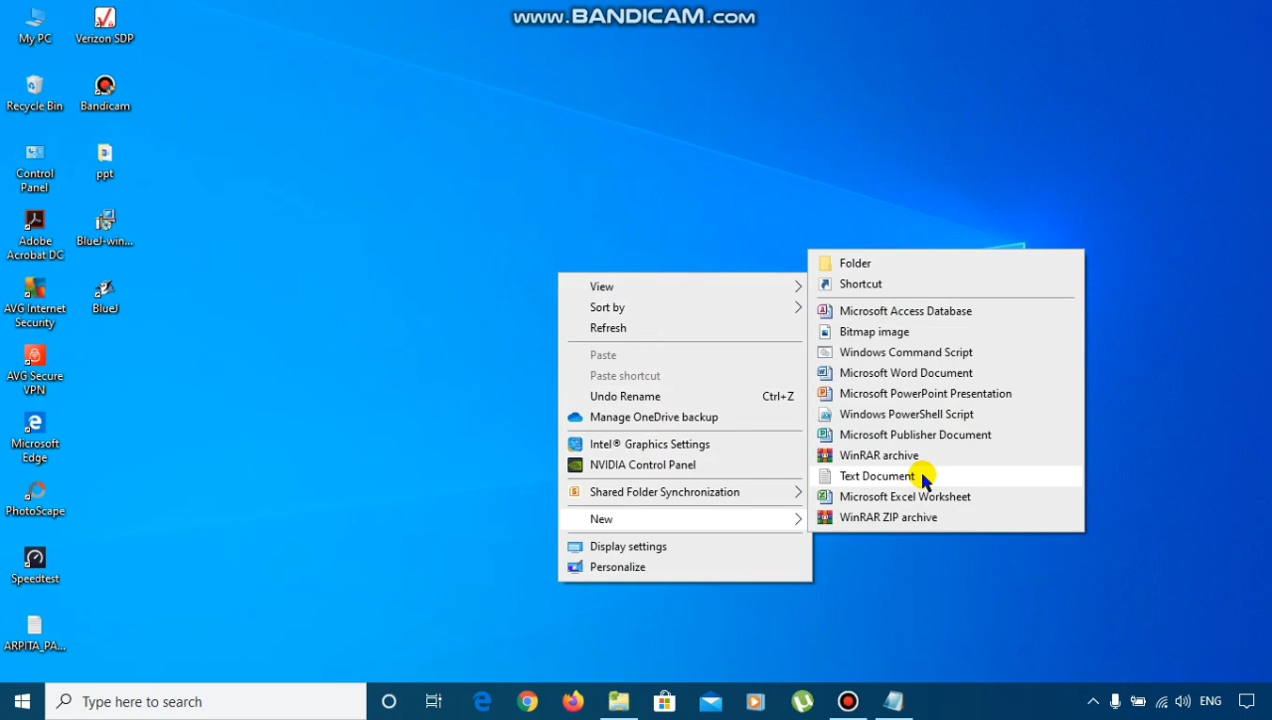 www.BANDICAM.com
My PC
Verizon SDP
Recycle Bin
Bandicam
Control
Panel
ppt
Adobe
Acrobat DC
BlueJ-win...
AVG Internet
Security
BlueJ
AVG Secure
VPN
Microsoft
Edge
PhotoScape
Speedtest
ARPITA_PA...
View
Sort by
Refresh
Paste
Paste shortcut
Undo Rename Ctrl+Z
Manage OneDrive backup
Intel® Graphics Settings
NVIDIA Control Panel
Shared Folder Synchronization
New
Display settings
Personalize
Folder
Shortcut
Microsoft Access Database
Bitmap image
Windows Command Script
Microsoft Word Document
Microsoft PowerPoint Presentation
Windows PowerShell Script
Microsoft Publisher Document
WinRAR archive
Text Document
Microsoft Excel Worksheet
WinRAR ZIP archive
Type here to search
ENG